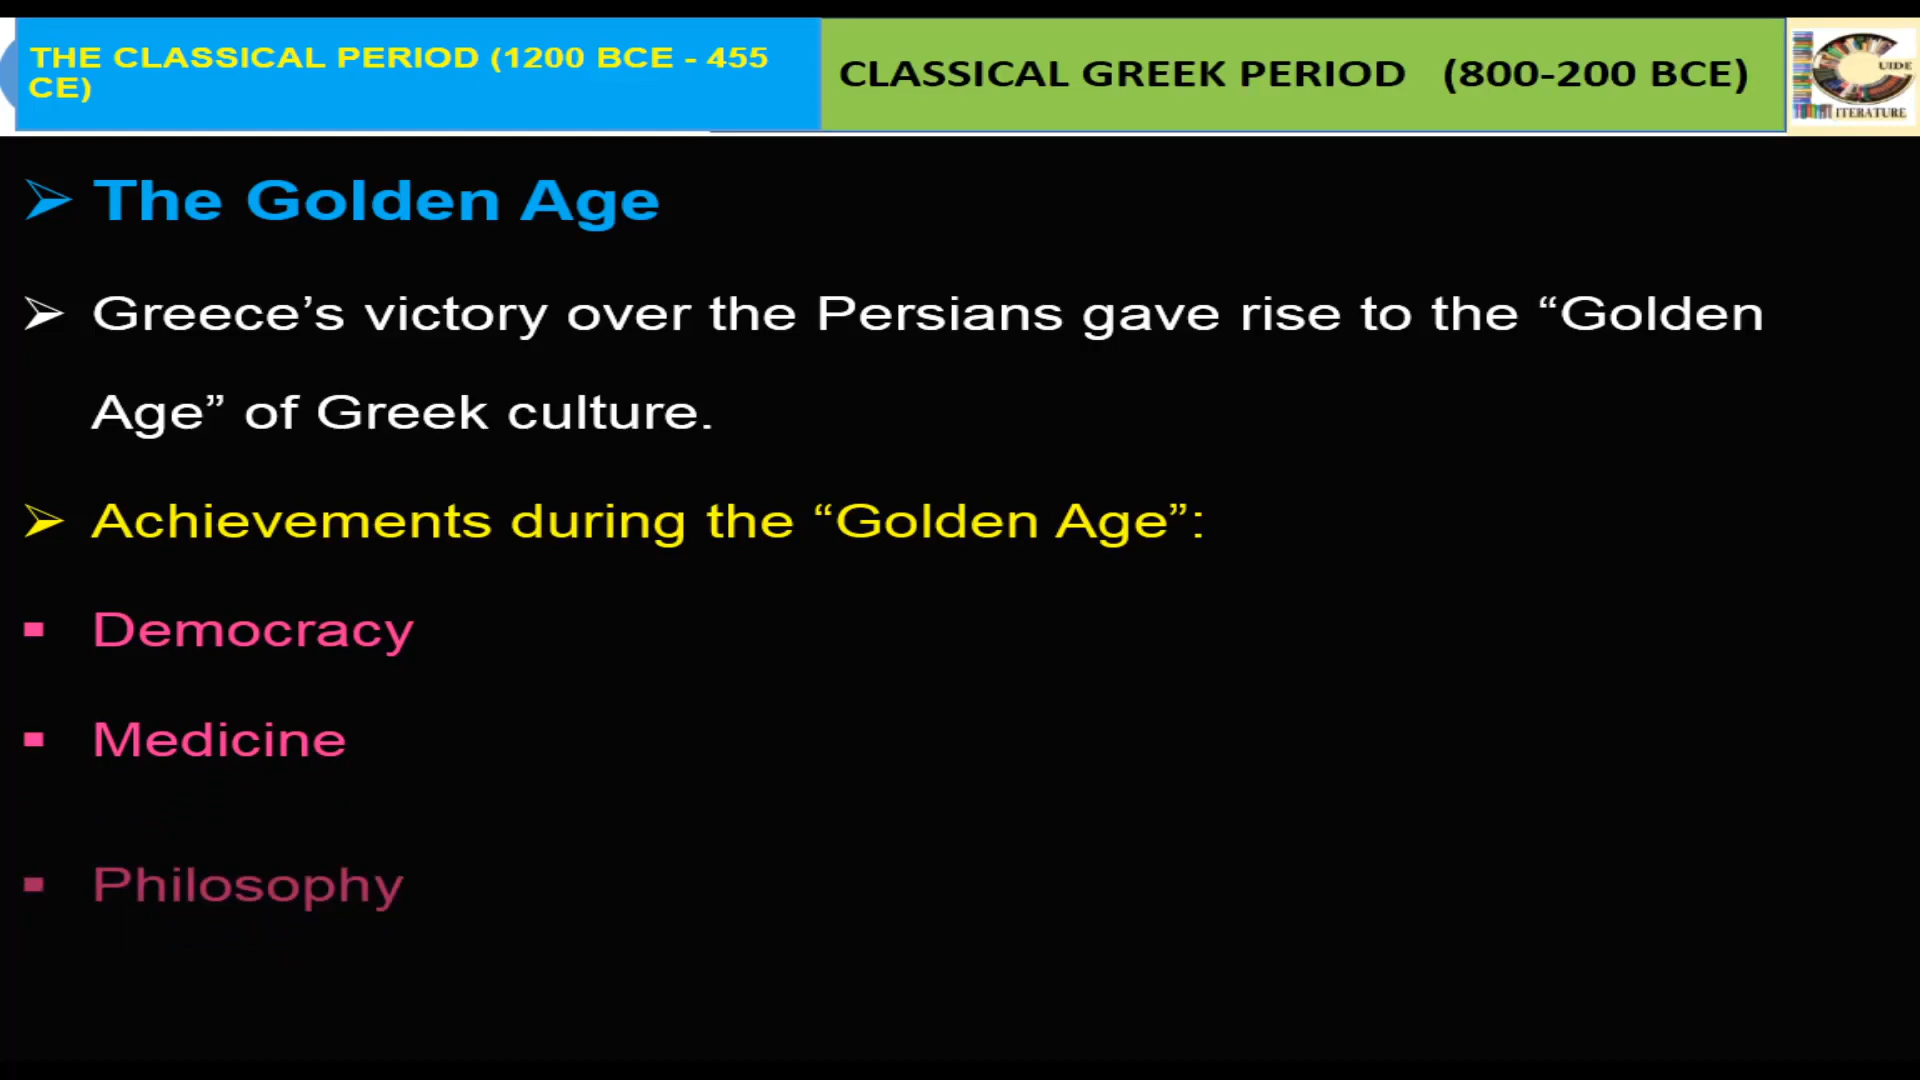 THE CLASSICAL PERIOD (1200 BCE - 455
CE)
CLASSICAL GREEK PERIOD (800-200 BCE)
UIDE
ITERATURE
➢ The Golden Age
➢ Greece’s victory over the Persians gave rise to the “Golden
Age” of Greek culture.
➢ Achievements during the “Golden Age”:
▪ Democracy
▪ Medicine
▪ Philosophy